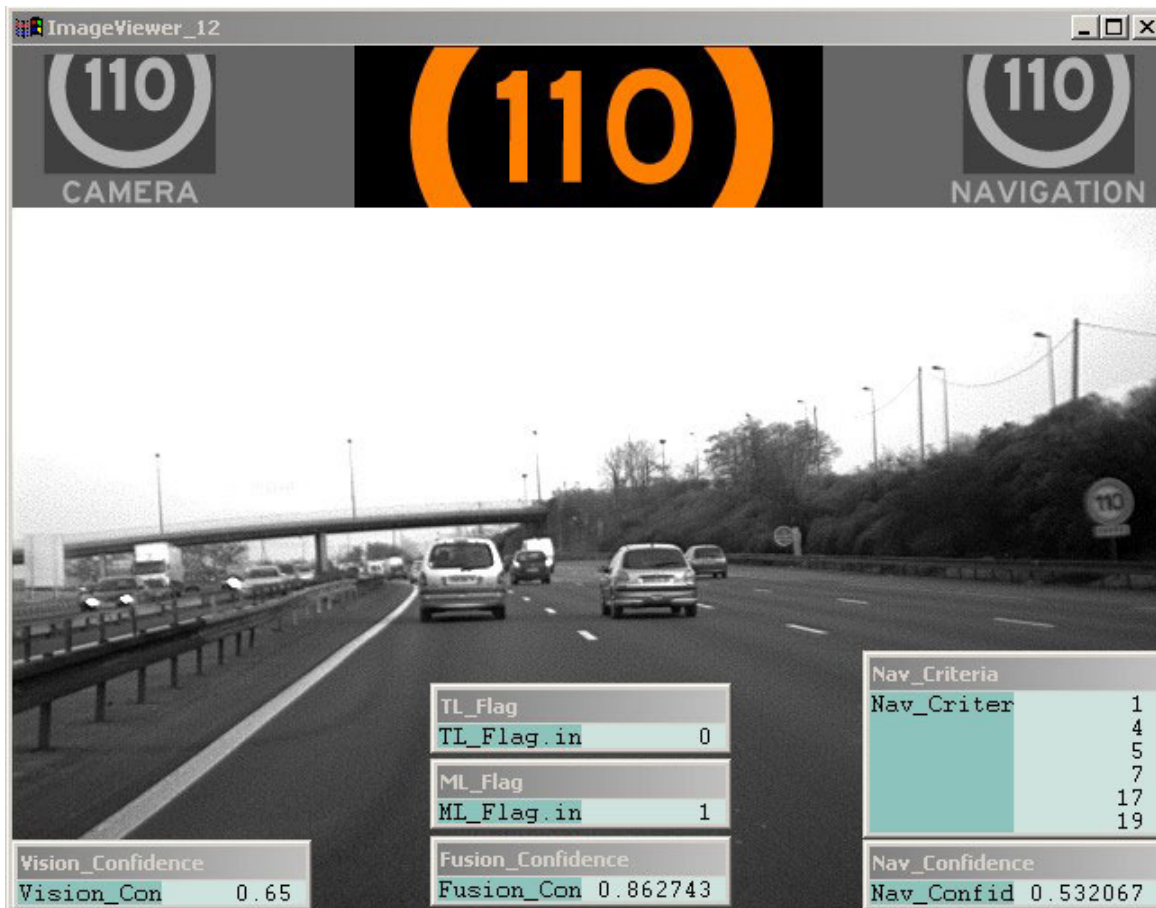 ImageViewer_12
110
CAMERA
110
110
NAVIGATION
110
TL_Flag
TL_Flag.in 0
ML_Flag
ML_Flag.in 1
Nav_Criteria
Nav_Criter 1
4
5
7
17
19
Vision_Confidence
Vision_Con 0.65
Fusion_Confidence
Fusion_Con 0.862743
Nav_Confidence
Nav_Confid 0.532067